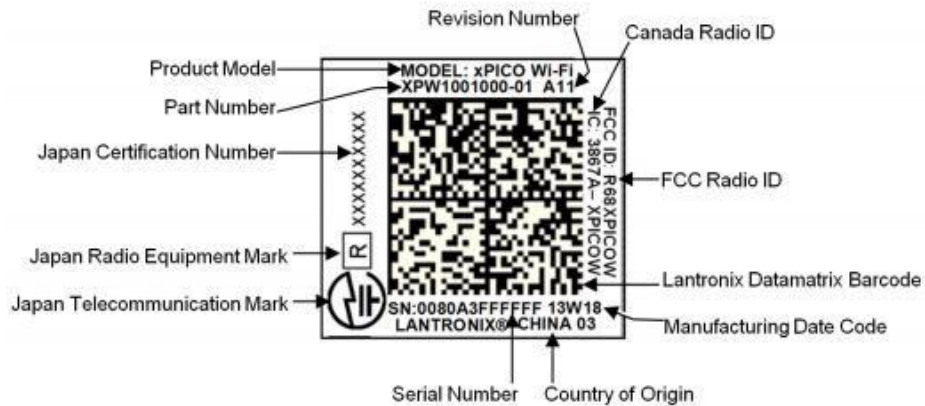 Revision Number
Canada Radio ID
Product Model
MODEL: xPICO Wi-Fi
Part Number
XPW1001000-01 A11
Japan Certification Number
XXXXXXXXXXX
FCC ID: R68XPICOW
IC: 3867A- XPICOW
FCC Radio ID
Japan Radio Equipment Mark
R
Lantronix Datamatrix Barcode
Japan Telecommunication Mark
SN:0080A3FFFFFF 13W18
Manufacturing Date Code
LANTRONIX® CHINA 03
Serial Number
Country of Origin